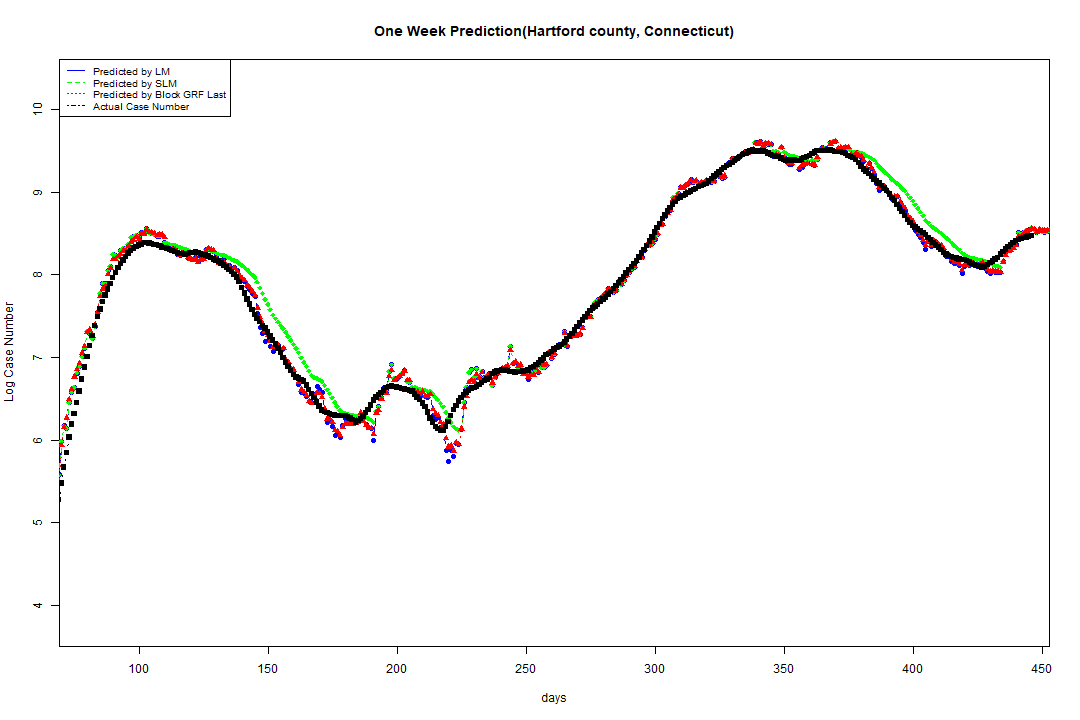 One Week Prediction(Hartford county, Connecticut)
Predicted by LM
Predicted by SLM
Predicted by Block GRF Last
Actual Case Number
10
9
8
7
6
5
4
Log Case Number
100 150 200 250 300 350 400 450
days